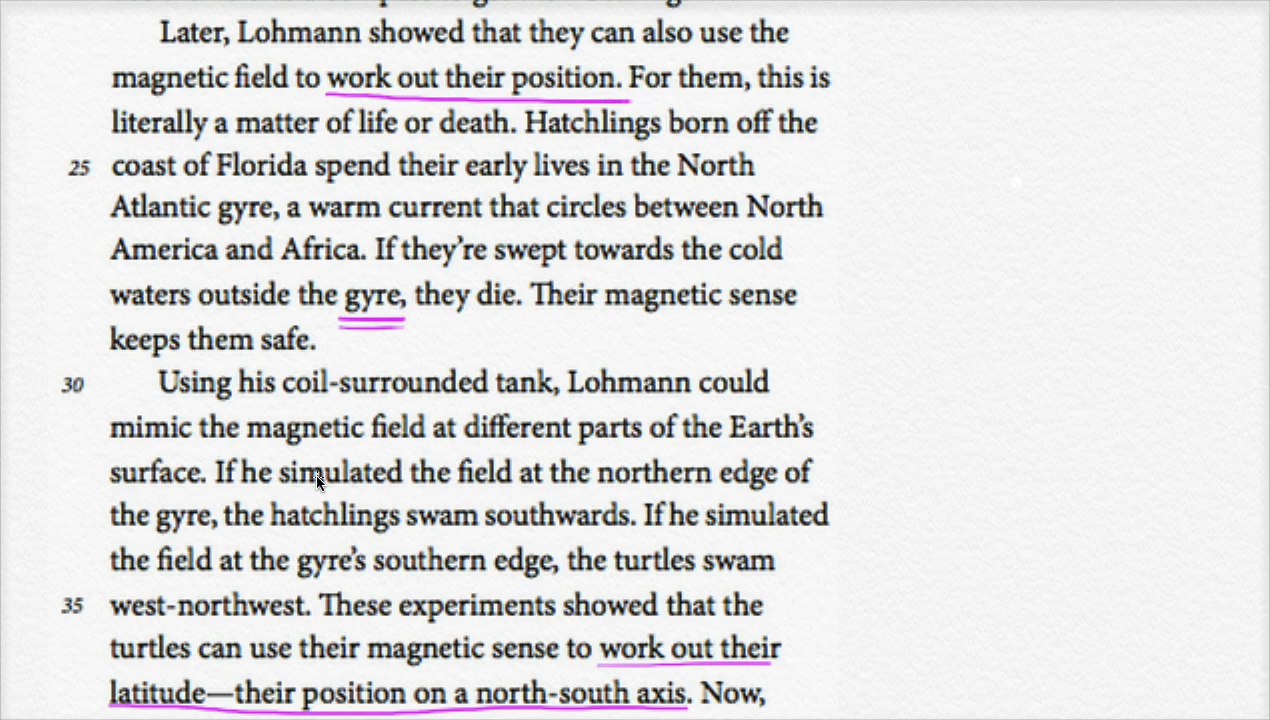 Later, Lohmann showed that they can also use the
magnetic field to work out their position. For them, this is
literally a matter of life or death. Hatchlings born off the
25 coast of Florida spend their early lives in the North
Atlantic gyre, a warm current that circles between North
America and Africa. If they’re swept towards the cold
waters outside the gyre, they die. Their magnetic sense
keeps them safe.
30 Using his coil-surrounded tank, Lohmann could
mimic the magnetic field at different parts of the Earth’s
surface. If he simulated the field at the northern edge of
the gyre, the hatchlings swam southwards. If he simulated
the field at the gyre’s southern edge, the turtles swam
35 west-northwest. These experiments showed that the
turtles can use their magnetic sense to work out their
latitude—their position on a north-south axis. Now,